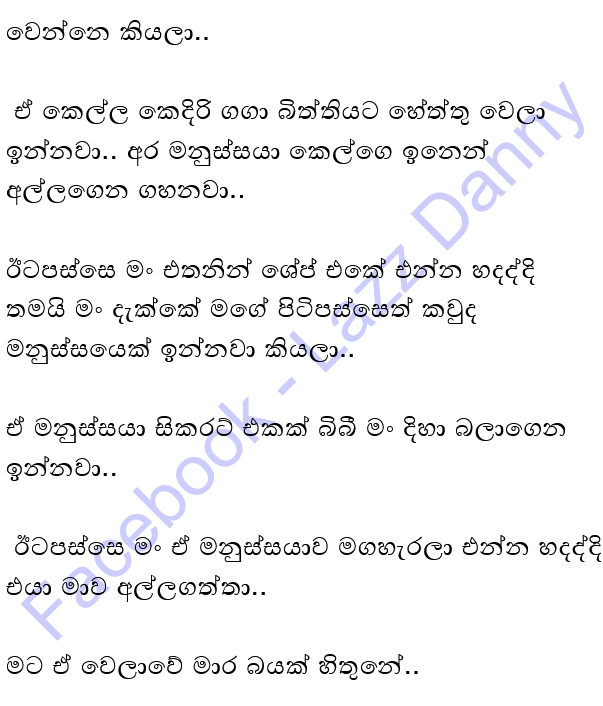 වෙන්නෙ කියලා..
ඒ කෙල්ල කෙදිරි ගගා බිත්තියට හේත්තු වෙලා
ඉන්නවා.. අර මනුස්සයා කෙල්ගෙ ඉනෙන්
අල්ලගෙන ගහනවා..
ඊටපස්සෙ මං එතනින් ශේප් එකේ එන්න හදද්දි
තමයි මං දැක්කේ මගේ පිටිපස්සෙත් කවුද
මනුස්සයෙක් ඉන්නවා කියලා..
ඒ මනුස්සයා සිකරට් එකක් බිබී මං දිහා බලාගෙන
ඉන්නවා..
ඊටපස්සෙ මං ඒ මනුස්සයාව මගහැරලා එන්න හදද්දි
එයා මාව අල්ලගත්තා..
මට ඒ වෙලාවේ මාර බයක් හිතුනේ..
Facebook - Lazz Danny